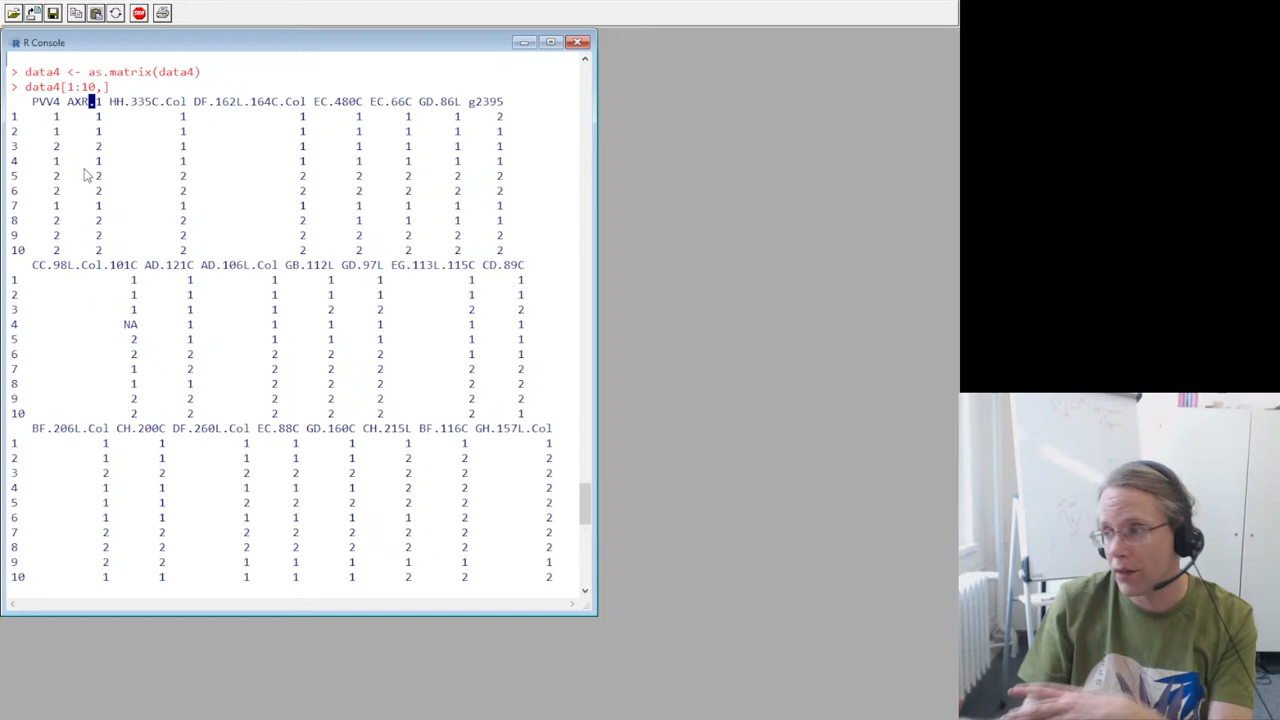 STOP
R Console
> data4 <- as.matrix(data4)
> data4[1:10,]
PVV4 AXR.1 HH.335C.Col DF.162L.164C.Col EC.480C EC.66C GD.86L g2395
1 1 1 1 1 1 1 1 2
2 1 1 1 1 1 1 1 1
3 2 2 1 1 1 1 1 1
4 1 1 1 1 1 1 1 1
5 2 2 2 2 2 2 2 2
6 2 2 2 2 2 2 2 2
7 1 1 1 1 1 1 1 1
8 2 2 2 2 1 1 1 1
9 2 2 2 2 2 2 2 2
10 2 2 2 2 2 2 2 2
CC.98L.Col.101C AD.121C AD.106L.Col GB.112L GD.97L EG.113L.115C CD.89C
1 1 1 1 1 1 1 1
2 1 1 1 1 1 1 1
3 1 1 1 2 2 2 2
4 NA 1 1 1 1 1 1
5 2 1 2 2 2 1 1
6 2 2 2 2 2 1 1
7 1 2 2 2 2 2 2
8 1 1 2 2 2 2 2
9 2 2 2 2 2 2 2
10 2 2 2 2 2 2 1
BF.206L.Col CH.200C DF.260L.Col EC.88C GD.160C CH.215L BF.116C GH.157L.Col
1 1 1 1 1 1 2 1 1
2 1 1 1 1 1 2 2 2
3 2 2 2 2 2 2 2 2
4 1 1 1 1 1 2 2 2
5 1 1 2 2 2 2 2 2
6 1 1 1 1 1 1 2 2
7 2 2 2 2 2 2 2 2
8 2 2 2 2 2 2 2 2
9 2 2 1 1 1 1 1 1
10 1 1 1 1 1 2 2 2